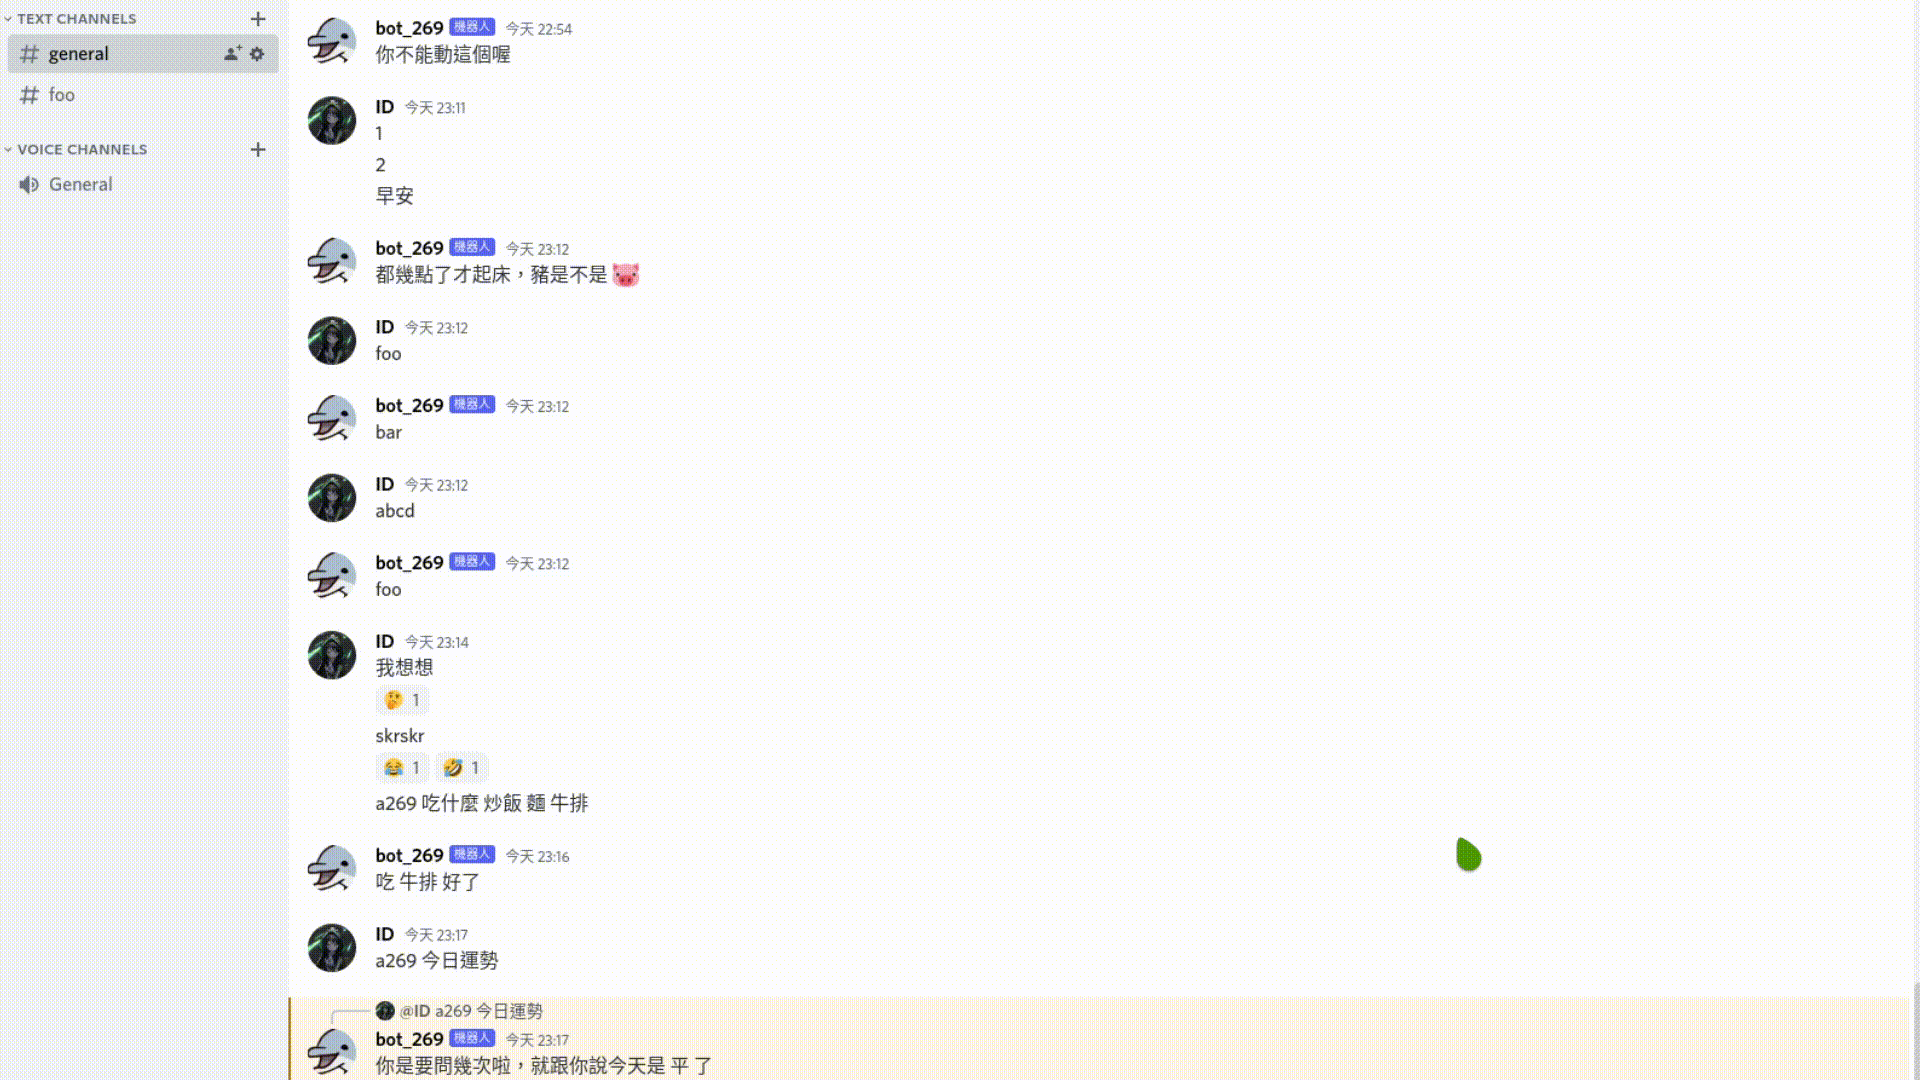 TEXT CHANNELS
general
foo
VOICE CHANNELS
General
bot_269 機器人 今天 22:54
你不能動這個喔
ID 今天 23:11
1
2
早安
bot_269 機器人 今天 23:12
都幾點了才起床，豬是不是 🐷
ID 今天 23:12
foo
bot_269 機器人 今天 23:12
bar
ID 今天 23:12
abcd
bot_269 機器人 今天 23:12
foo
ID 今天 23:14
我想想
🤔 1
skrskr
😂 1 🤣 1
a269 吃什麼 炒飯 麵 牛排
bot_269 機器人 今天 23:16
吃 牛排 好了
ID 今天 23:17
a269 今日運勢
@ID a269 今日運勢
bot_269 機器人 今天 23:17
你是要問幾次啦，就跟你說今天是 平 了